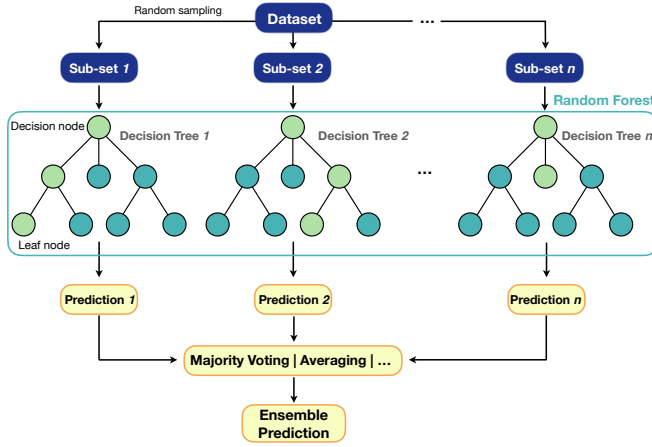 Random sampling
Dataset
...
Sub-set 1
Sub-set 2
Sub-set n
Random Forest
Decision node
Decision Tree 1
Decision Tree 2
Decision Tree n
...
Leaf node
Prediction 1
Prediction 2
Prediction n
Majority Voting | Averaging | ...
Ensemble
Prediction